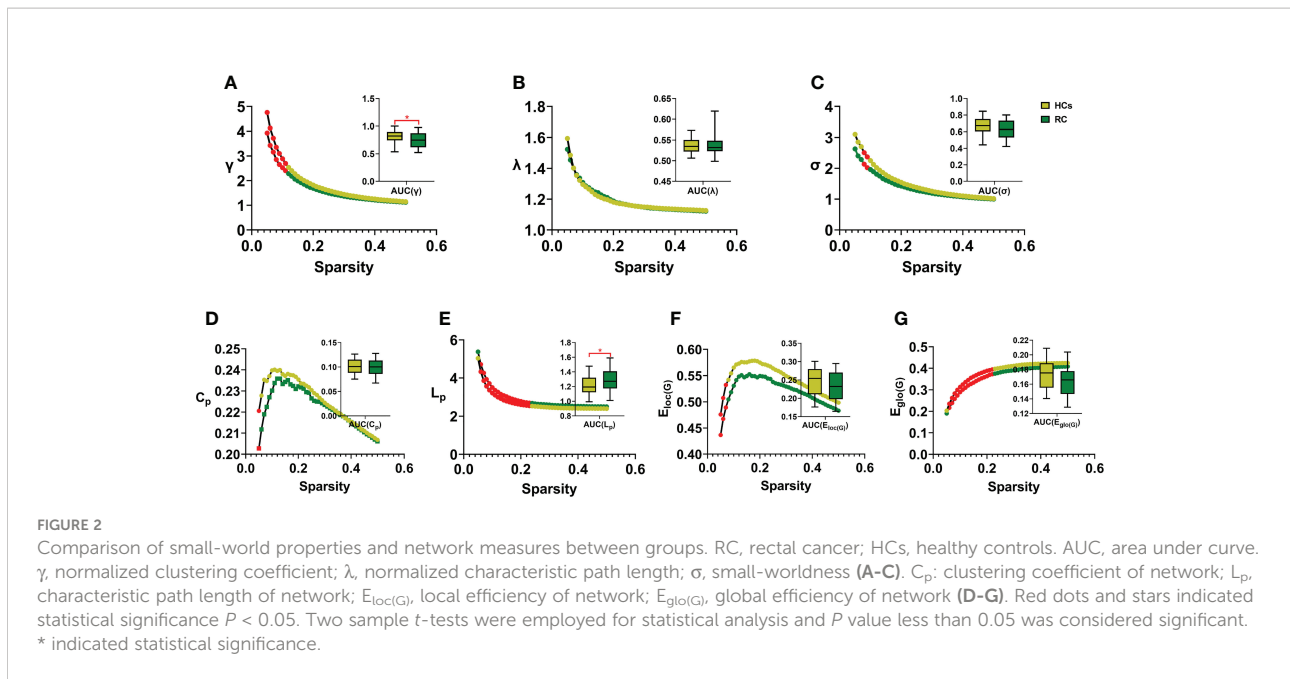 A
B
C
5
4
3
2
1
0
γ
0.0 0.2 0.4 0.6
Sparsity
1.5
1.0
0.5
0.0
*
AUC(γ)
1.8
1.6
1.4
1.2
1.0
λ
0.0 0.2 0.4 0.6
Sparsity
0.65
0.60
0.55
0.50
0.45
AUC(λ)
4
3
2
1
0
σ
0.0 0.2 0.4 0.6
Sparsity
1.0
0.8
0.6
0.4
0.2
0.0
AUC(σ)
HCs
RC
D
E
F
G
0.25
0.24
0.23
0.22
0.21
0.20
Cp
0.0 0.2 0.4 0.6
Sparsity
0.15
0.10
0.05
0.00
AUC(Cp)
6
4
2
0
Lp
0.0 0.2 0.4 0.6
Sparsity
1.8
1.6
1.4
1.2
1.0
0.8
*
AUC(Lp)
0.60
0.55
0.50
0.45
0.40
Eloc(G)
0.0 0.2 0.4 0.6
Sparsity
0.35
0.30
0.25
0.20
0.15
AUC(Eloc(G))
0.5
0.4
0.3
0.2
0.1
0.0
Eglo(G)
0.0 0.2 0.4 0.6
Sparsity
0.22
0.20
0.18
0.16
0.14
0.12
AUC(Eglo(G))
FIGURE 2
Comparison of small-world properties and network measures between groups. RC, rectal cancer; HCs, healthy controls. AUC, area under curve.
γ, normalized clustering coefficient; λ, normalized characteristic path length; σ, small-worldness (A-C). Cp: clustering coefficient of network; Lp,
characteristic path length of network; Eloc(G), local efficiency of network; Eglo(G), global efficiency of network (D-G). Red dots and stars indicated
statistical significance P < 0.05. Two sample t-tests were employed for statistical analysis and P value less than 0.05 was considered significant.
* indicated statistical significance.